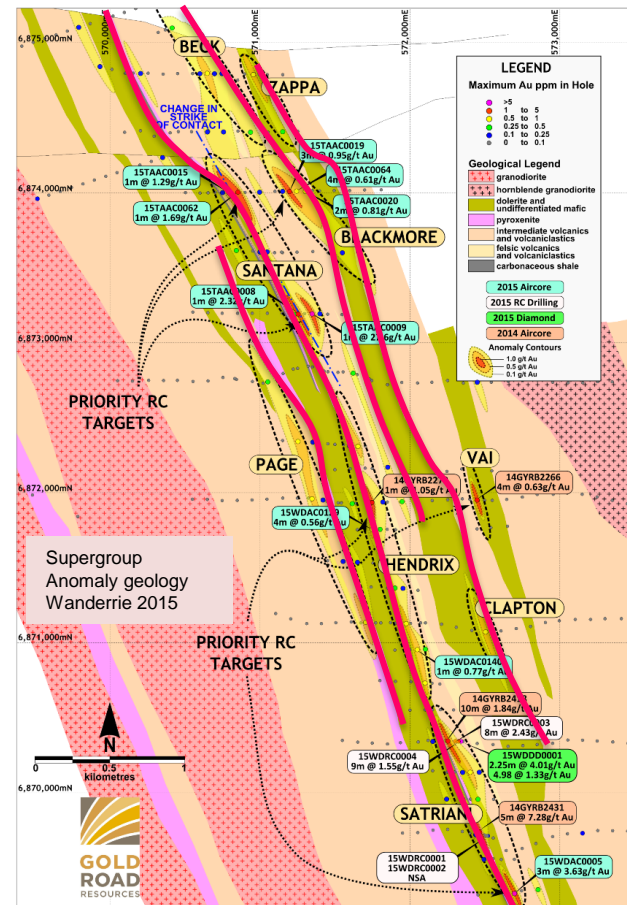 570,000mE
571,000mE
572,000mE
573,000mE
6,875,000mN
BECK
ZAPPA
CHANGE IN
STRIKE
OF CONTACT
15TAAC0019
3m @ 0.95g/t Au
15TAAC0064
4m @ 0.61g/t Au
15TAAC0015
1m @ 1.29g/t Au
6,874,000mN
15TAAC0020
2m @ 0.81g/t Au
15TAAC0062
1m @ 1.69g/t Au
BLACKMORE
SANTANA
15TAAC0008
1m @ 2.32g/t Au
15TAAC0009
Au
6,873,000mN
PRIORITY RC
TARGETS
PAGE
VAI
1m @ 1.05g/t Au
14GYRB2266
4m @ 0.63g/t Au
6,872,000mN
4m @ 0.56g/t Au
HENDRIX
Supergroup
Anomaly geology
Wanderrie 2015
CLAPTON
6,871,000mN
PRIORITY RC
TARGETS
15WDAC0140
1m @ 0.77g/t Au
10m @ 1.84g/t Au
15WDRC0003
8m @ 2.43g/t Au
15WDRC0004
9m @ 1.55g/t Au
15WDDD0001
2.25m @ 4.01g/t Au
4.98 @ 1.33g/t Au
N
0 .5 1
kilometres
6,870,000mN
SATRIANI
14GYRB2431
5m @ 7.28g/t Au
15WDRC0001
15WDRC0002
NSA
15WDAC0005
3m @ 3.63g/t Au
GOLD
ROAD
RESOURCES
LEGEND
Maximum Au ppm in Hole
>5
1 to 5
0.5 to 1
0.25 to 0.5
0.1 to 0.25
0 to 0.1
Geological Legend
granodiorite
hornblende granodiorite
dolerite and
undifferentiated mafic
pyroxenite
intermediate volcanics
and volcaniclastics
felsic volcanics
and volcaniclastics
carbonaceous shale
2015 Aircore
2015 RC Drilling
2015 Diamond
2014 Aircore
Anomaly Contours
1.0 g/t Au
0.5 g/t Au
0.1 g/t Au